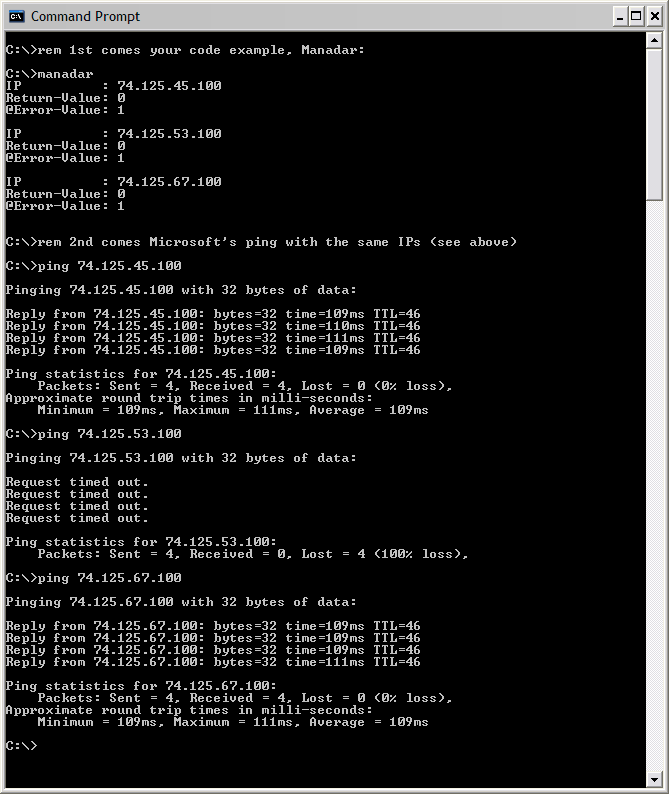 Command Prompt
C:\>rem 1st comes your code example, Manadar:
C:\>manadar
IP          : 74.125.45.100
Return-Value: 0
@Error-Value: 1
IP          : 74.125.53.100
Return-Value: 0
@Error-Value: 1
IP          : 74.125.67.100
Return-Value: 0
@Error-Value: 1
C:\>rem 2nd comes Microsoft's ping with the same IPs (see above)
C:\>ping 74.125.45.100
Pinging 74.125.45.100 with 32 bytes of data:
Reply from 74.125.45.100: bytes=32 time=109ms TTL=46
Reply from 74.125.45.100: bytes=32 time=110ms TTL=46
Reply from 74.125.45.100: bytes=32 time=111ms TTL=46
Reply from 74.125.45.100: bytes=32 time=109ms TTL=46
Ping statistics for 74.125.45.100:
    Packets: Sent = 4, Received = 4, Lost = 0 (0% loss),
Approximate round trip times in milli-seconds:
    Minimum = 109ms, Maximum = 111ms, Average = 109ms
C:\>ping 74.125.53.100
Pinging 74.125.53.100 with 32 bytes of data:
Request timed out.
Request timed out.
Request timed out.
Request timed out.
Ping statistics for 74.125.53.100:
    Packets: Sent = 4, Received = 0, Lost = 4 (100% loss),
C:\>ping 74.125.67.100
Pinging 74.125.67.100 with 32 bytes of data:
Reply from 74.125.67.100: bytes=32 time=109ms TTL=46
Reply from 74.125.67.100: bytes=32 time=109ms TTL=46
Reply from 74.125.67.100: bytes=32 time=109ms TTL=46
Reply from 74.125.67.100: bytes=32 time=111ms TTL=46
Ping statistics for 74.125.67.100:
    Packets: Sent = 4, Received = 4, Lost = 0 (0% loss),
Approximate round trip times in milli-seconds:
    Minimum = 109ms, Maximum = 111ms, Average = 109ms
C:\>